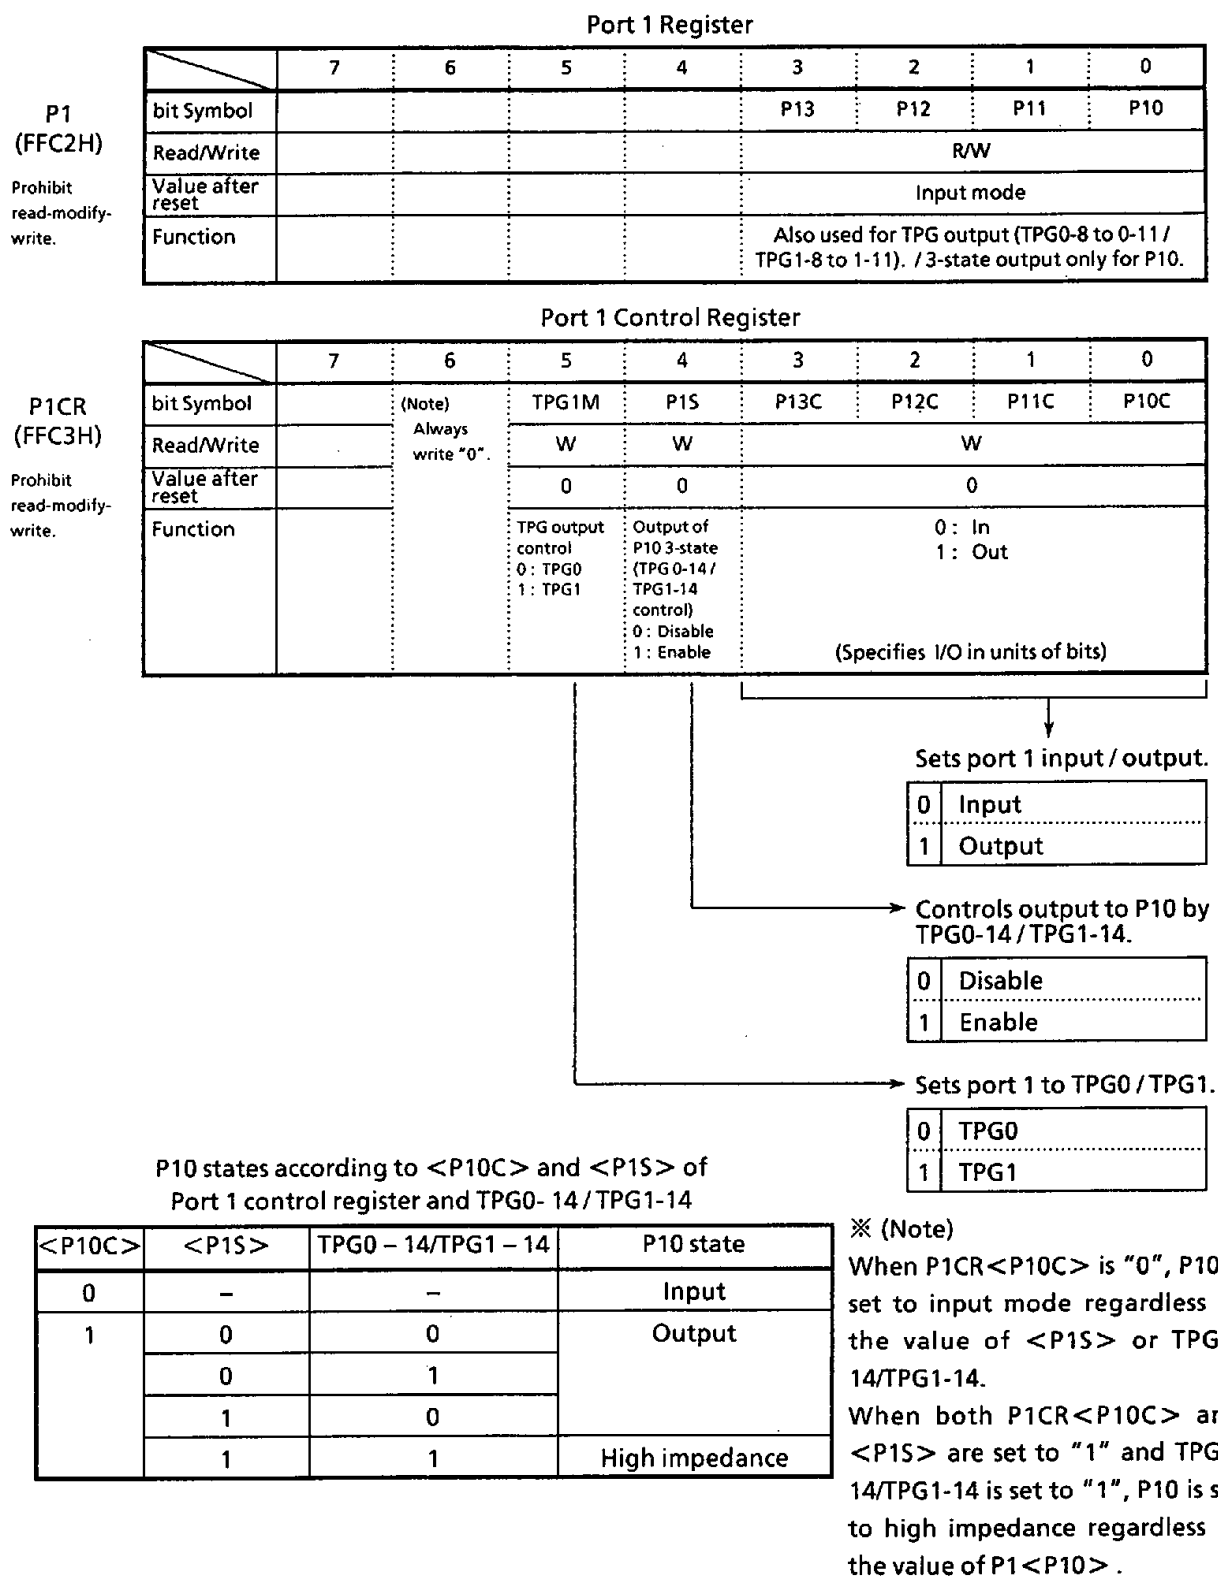 Port 1 Register
7 6 5 4 3 2 1 0
P1
(FFC2H)
Prohibit
read-modify-
write.
bit Symbol P13 P12 P11 P10
Read/Write R/W
Value after
reset Input mode
Function Also used for TPG output (TPG0-8 to 0-11 /
TPG1-8 to 1-11). / 3-state output only for P10.
Port 1 Control Register
7 6 5 4 3 2 1 0
P1CR
(FFC3H)
Prohibit
read-modify-
write.
bit Symbol (Note) TPG1M P1S P13C P12C P11C P10C
Always
write "0".
Read/Write W W W
Value after
reset 0 0 0
Function
TPG output
control
0 : TPG0
1 : TPG1
Output of
P10 3-state
(TPG 0-14 /
TPG1-14
control)
0 : Disable
1 : Enable
0 : In
1 : Out
(Specifies I/O in units of bits)
Sets port 1 input / output.
0 Input
1 Output
Controls output to P10 by
TPG0-14 / TPG1-14.
0 Disable
1 Enable
Sets port 1 to TPG0 / TPG1.
0 TPG0
1 TPG1
P10 states according to <P10C> and <P1S> of
Port 1 control register and TPG0- 14 / TPG1-14
<P10C> <P1S> TPG0 – 14/TPG1 – 14 P10 state
0 – – Input
1 0 0 Output
0 1
1 0
1 1 High impedance
※ (Note)
When P1CR<P10C> is "0", P10
set to input mode regardless
the value of <P1S> or TPG
14/TPG1-14.
When both P1CR<P10C> an
<P1S> are set to "1" and TPG
14/TPG1-14 is set to "1", P10 is s
to high impedance regardless
the value of P1<P10> .